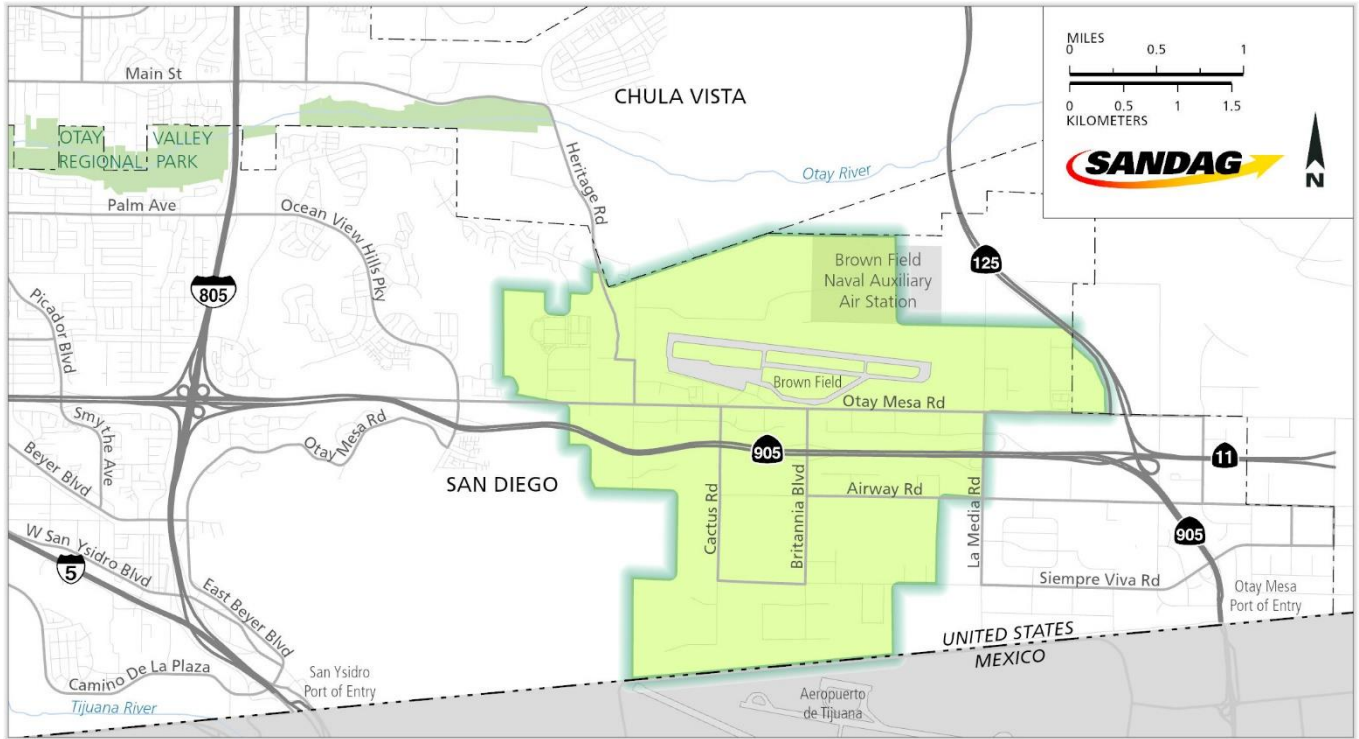 MILES
0 0.5 1
0 0.5 1 1.5
KILOMETERS
SANDAG
N
Main St
CHULA VISTA
OTAY VALLEY
REGIONAL PARK
Heritage Rd
Otay River
Palm Ave
Ocean View Hills Pky
125
Brown Field
Naval Auxiliary
Air Station
805
Picador Blvd
Brown Field
Otay Mesa Rd
Smythe Ave
Otay Mesa Rd
Beyer Blvd
905
11
SAN DIEGO
Cactus Rd
Britannia Blvd
Airway Rd
La Media Rd
905
W San Ysidro Blvd
5
East Beyer Blvd
Siempre Viva Rd
Otay Mesa
Port of Entry
UNITED STATES
MEXICO
Camino De La Plaza
San Ysidro
Port of Entry
Tijuana River
Aeropuerto
de Tijuana